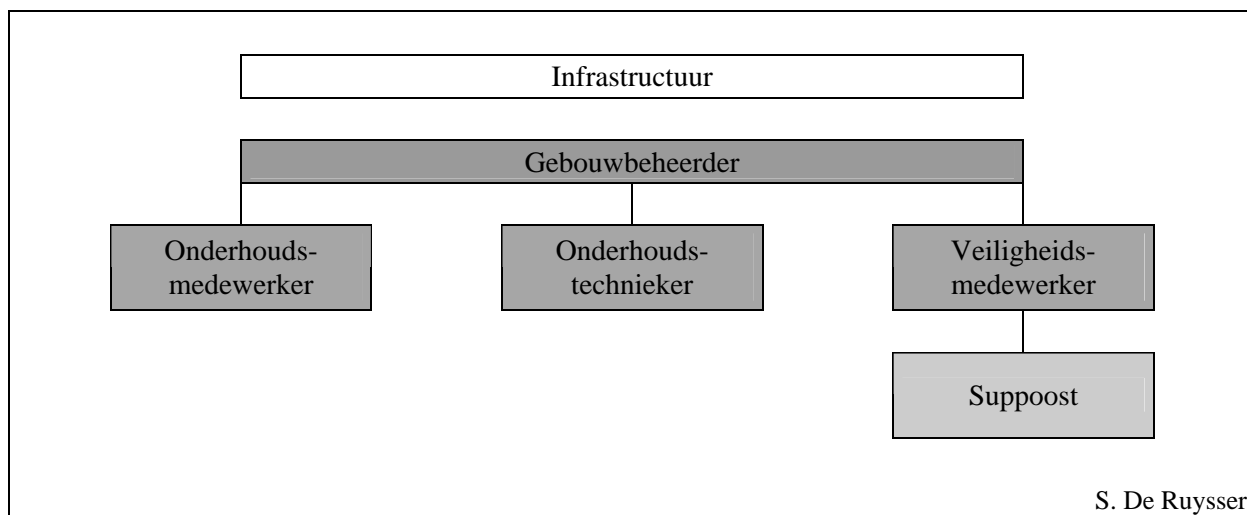 Infrastructuur
Gebouwbeheerder
Onderhouds-
medewerker
Onderhouds-
technieker
Veiligheids-
medewerker
Suppoost
S. De Ruysser